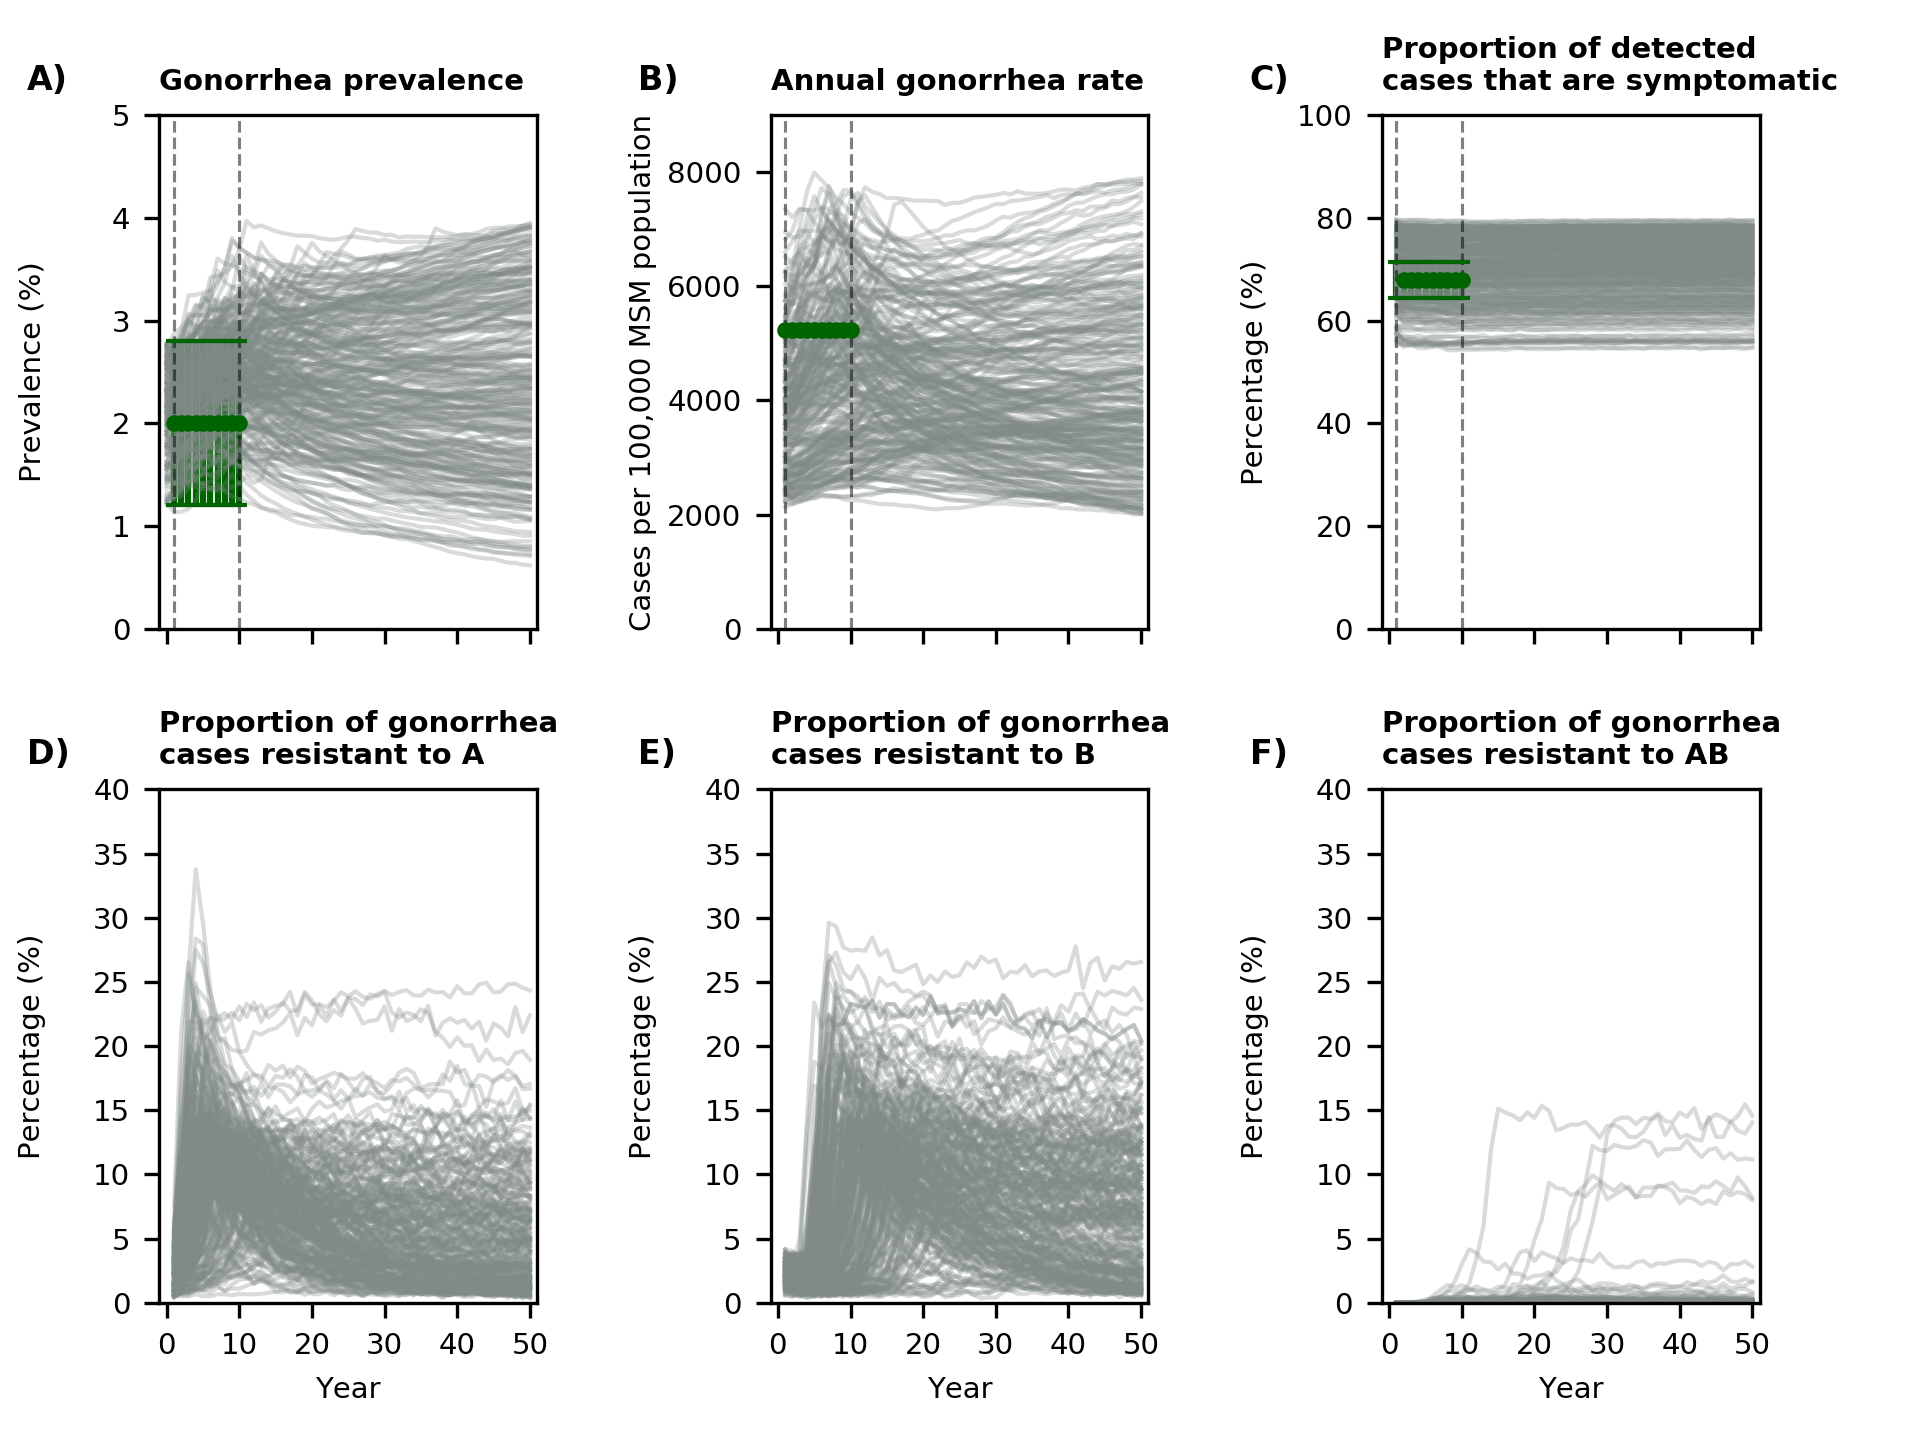 A)
Gonorrhea prevalence
5
4
3
2
1
0
Prevalence (%)
B)
Annual gonorrhea rate
8000
6000
4000
2000
0
Cases per 100,000 MSM population
C)
Proportion of detected
cases that are symptomatic
100
80
60
40
20
0
Percentage (%)
D)
Proportion of gonorrhea
cases resistant to A
40
35
30
25
20
15
10
5
0
Percentage (%)
0 10 20 30 40 50
Year
E)
Proportion of gonorrhea
cases resistant to B
40
35
30
25
20
15
10
5
0
Percentage (%)
0 10 20 30 40 50
Year
F)
Proportion of gonorrhea
cases resistant to AB
40
35
30
25
20
15
10
5
0
Percentage (%)
0 10 20 30 40 50
Year